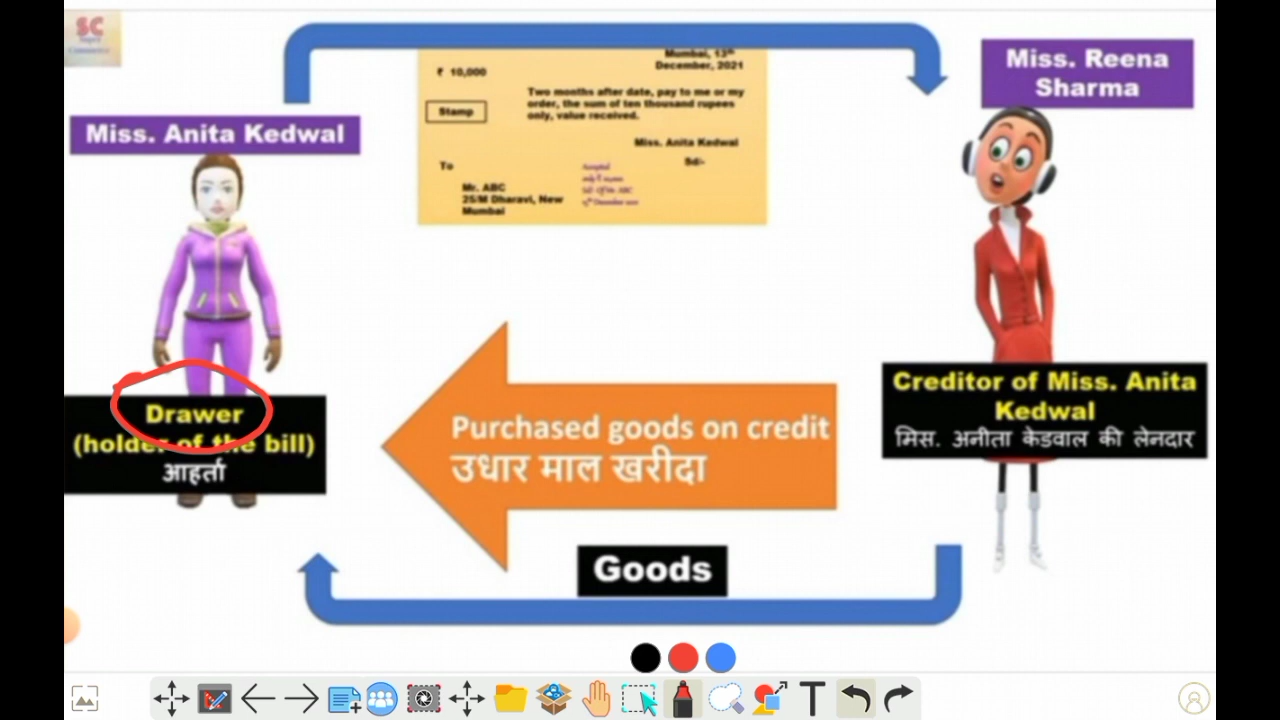 SC
Super
Commerce
Mumbai, 13th
December, 2021
₹ 10,000
Two months after date, pay to me or my
order, the sum of ten thousand rupees
only, value received.
Stamp
Miss. Anita Kedwal
Sd/-
To
Mr. ABC
25/M Dharavi, New
Mumbai
Accepted
Miss. Reena
Sharma
Miss. Anita Kedwal
Drawer
(holder of the bill)
आहर्ता
Creditor of Miss. Anita
Kedwal
मिस. अनीता केडवाल की लेनदार
Purchased goods on credit
उधार माल खरीदा
Goods
T